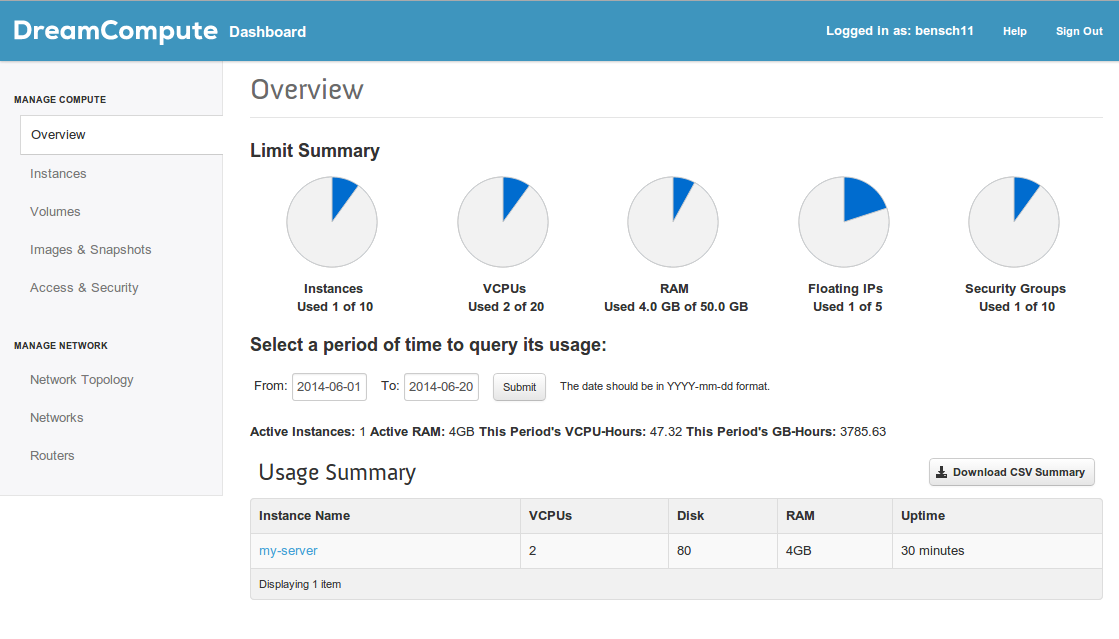 DreamCompute Dashboard Logged in as: bensch11 Help Sign Out
MANAGE COMPUTE
Overview
Instances
Volumes
Images & Snapshots
Access & Security
MANAGE NETWORK
Network Topology
Networks
Routers
Overview
Limit Summary
Instances
Used 1 of 10
VCPUs
Used 2 of 20
RAM
Used 4.0 GB of 50.0 GB
Floating IPs
Used 1 of 5
Security Groups
Used 1 of 10
Select a period of time to query its usage:
From: 2014-06-01 To: 2014-06-20 Submit The date should be in YYYY-mm-dd format.
Active Instances: 1 Active RAM: 4GB This Period's VCPU-Hours: 47.32 This Period's GB-Hours: 3785.63
Usage Summary Download CSV Summary
Instance Name VCPUs Disk RAM Uptime
my-server 2 80 4GB 30 minutes
Displaying 1 item